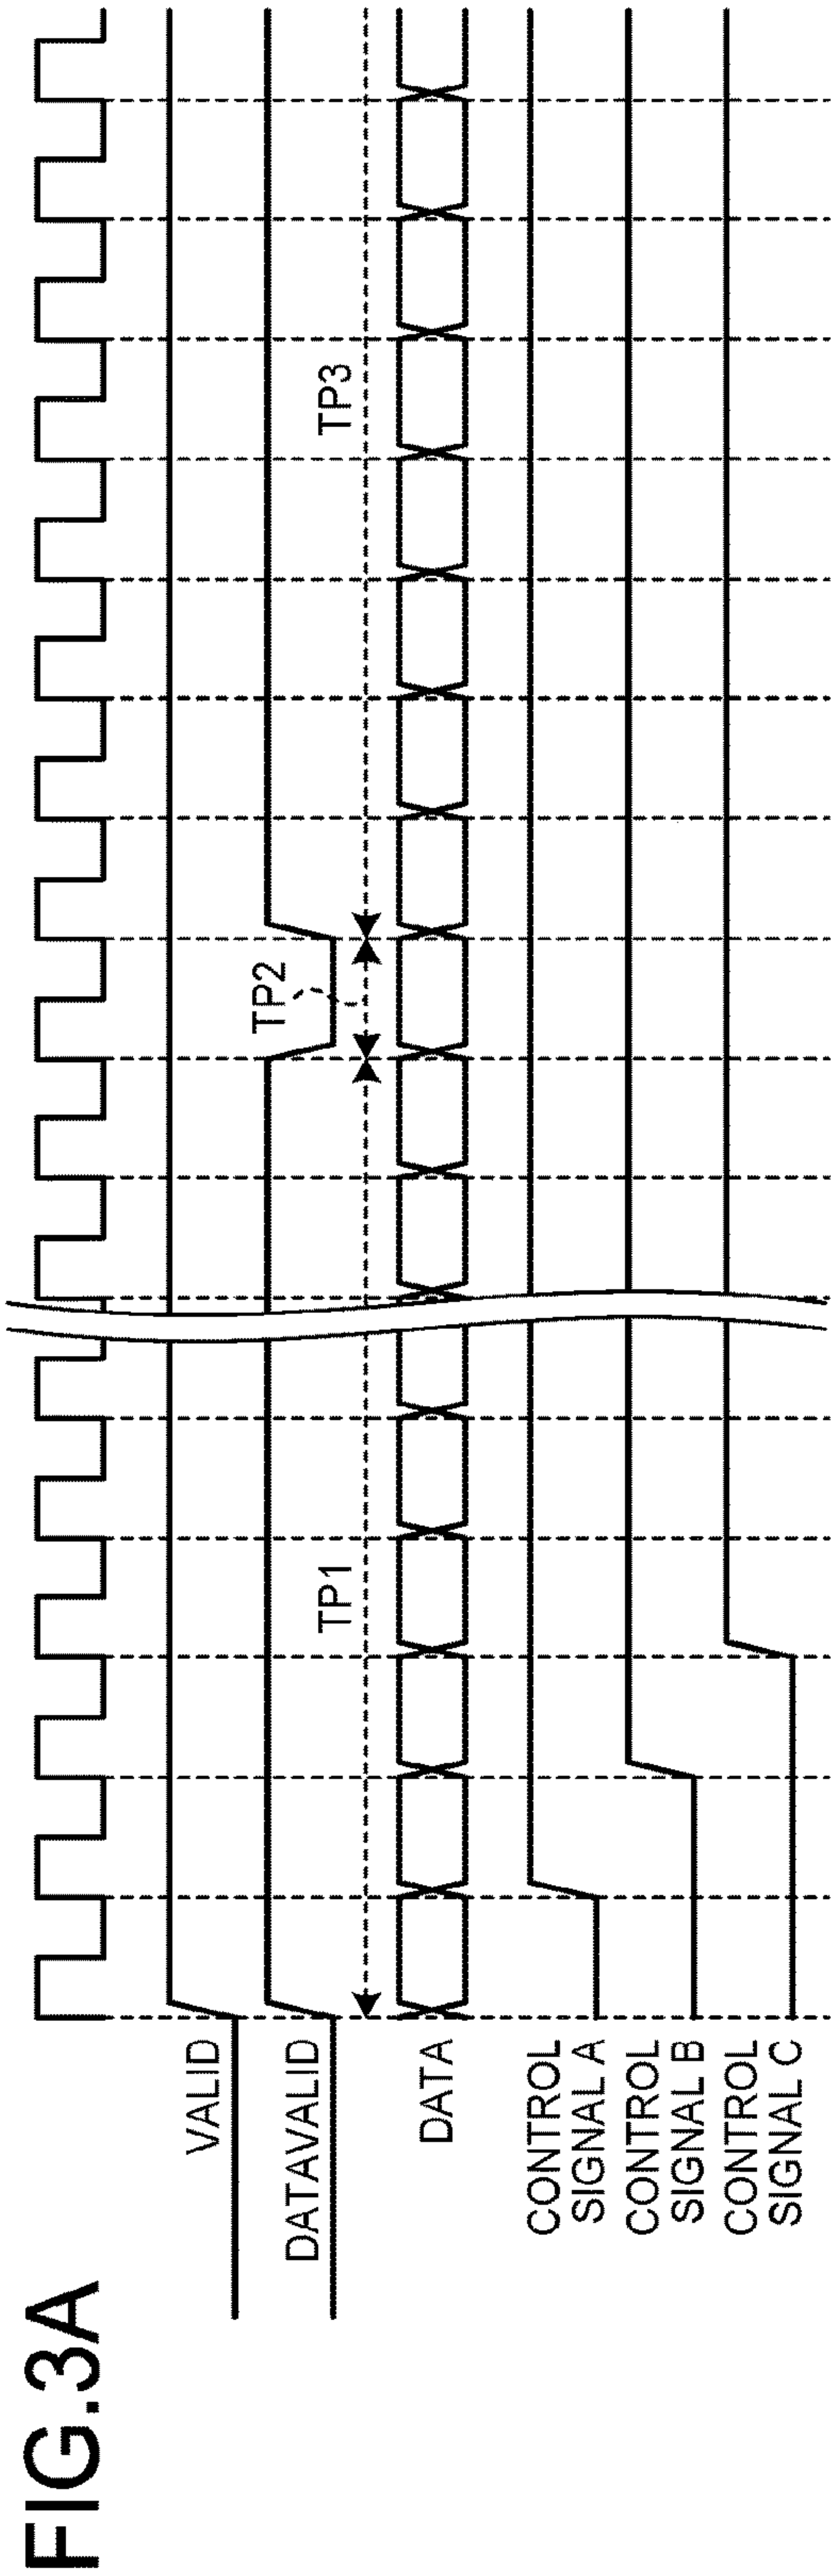 FIG.3A
VALID
DATAVALID
TP1
TP2
TP3
DATA
CONTROL
SIGNAL A
CONTROL
SIGNAL B
CONTROL
SIGNAL C